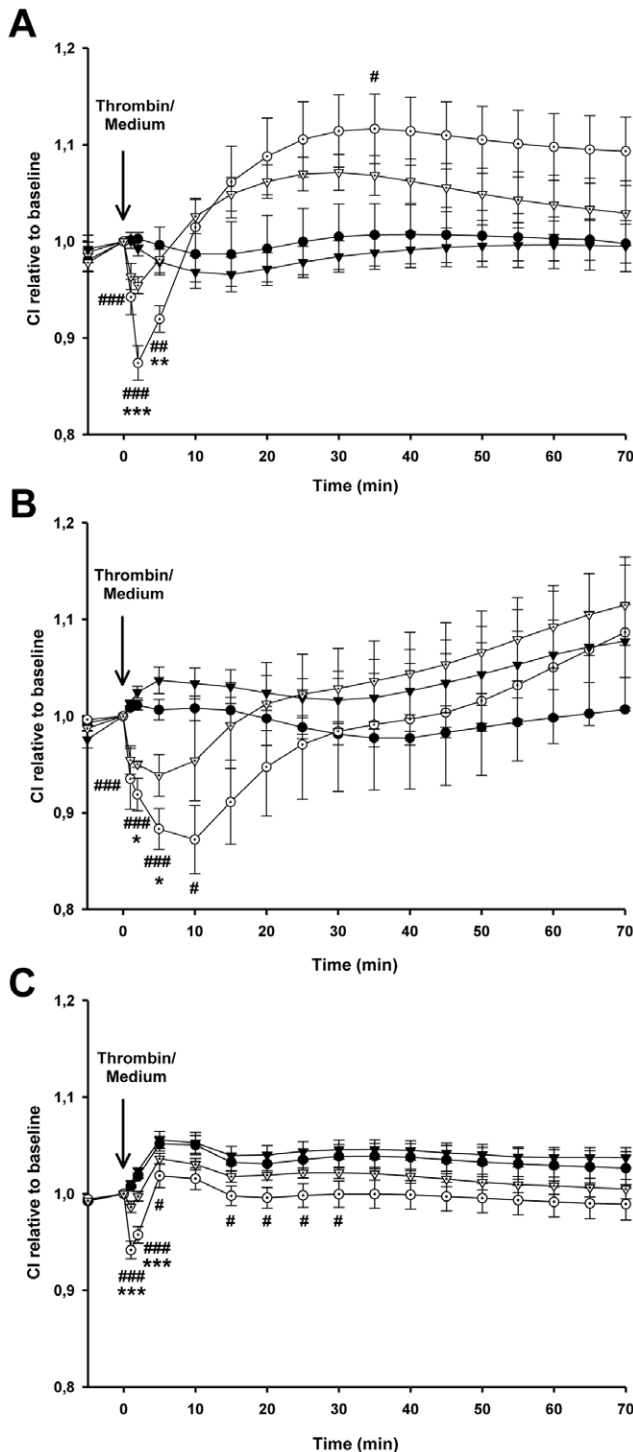 A
1,2
Thrombin/
Medium
#
1,1
CI relative to baseline
1,0
###
##
**
0,9
###
***
0,8
0 10 20 30 40 50 60 70
Time (min)
B
1,2
Thrombin/
Medium
1,1
CI relative to baseline
1,0
###
0,9
###
*
###
*
#
0,8
0 10 20 30 40 50 60 70
Time (min)
C
1,2
Thrombin/
Medium
1,1
CI relative to baseline
1,0
#
# # # #
###
***
0,9
###
***
0,8
0 10 20 30 40 50 60 70
Time (min)